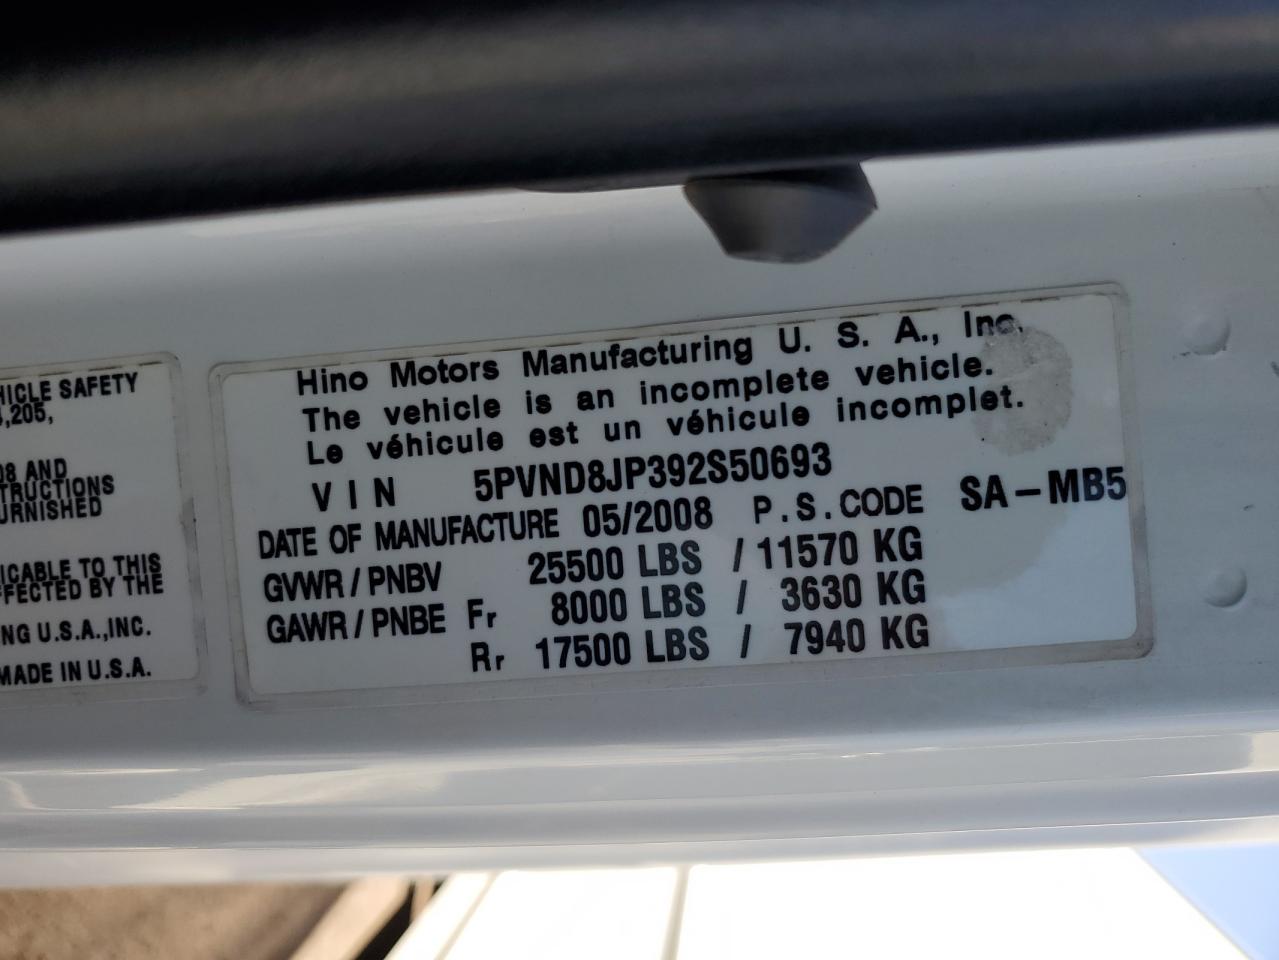 HICLE SAFETY
,205,
08 AND
TRUCTIONS
URNISHED
ICABLE TO THIS
FFECTED BY THE
NG U.S.A.,INC.
MADE IN U.S.A.
Hino Motors Manufacturing U. S. A., Inc.
The vehicle is an incomplete vehicle.
Le véhicule est un véhicule incomplet.
VIN 5PVND8JP392S50693
DATE OF MANUFACTURE 05/2008 P.S.CODE SA-MB5
GVWR/PNBV 25500 LBS /11570 KG
GAWR/PNBE Fr 8000 LBS / 3630 KG
Rr 17500 LBS / 7940 KG